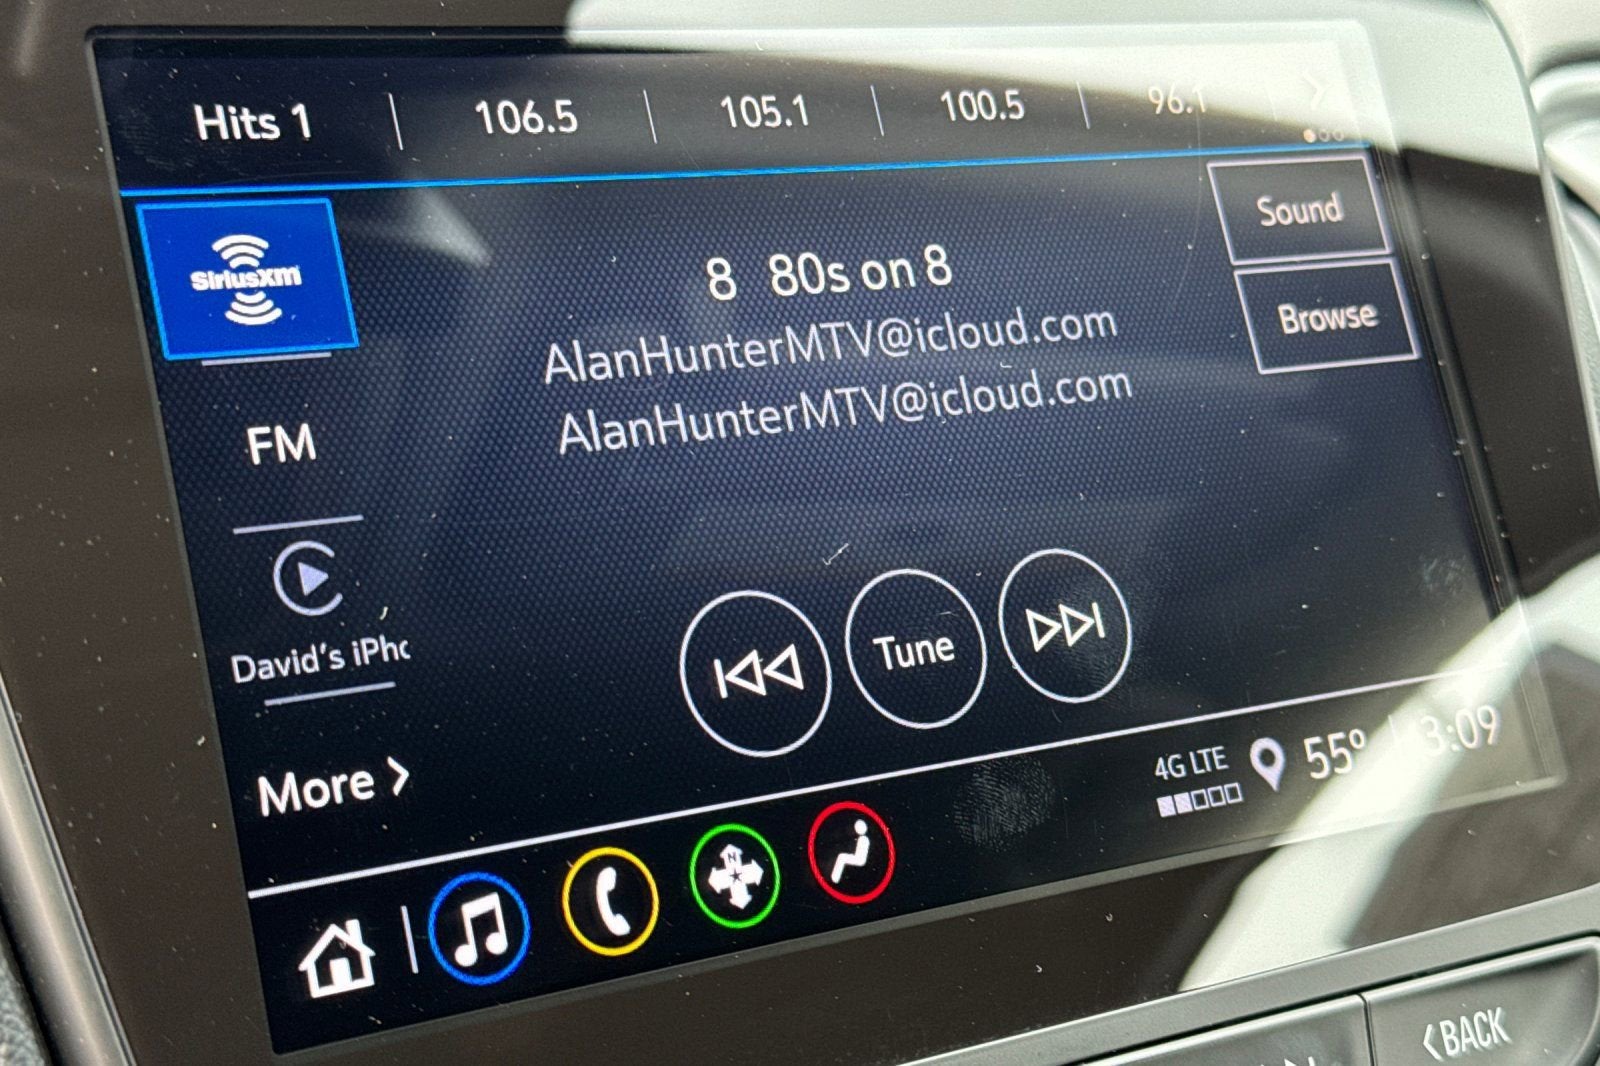 Hits 1
106.5
105.1
100.5
96.1
SiriusXM
Sound
8 80s on 8
Browse
AlanHunterMTV@icloud.com
AlanHunterMTV@icloud.com
FM
David's iPho
Tune
More
4G LTE
55°
3:09
N
BACK